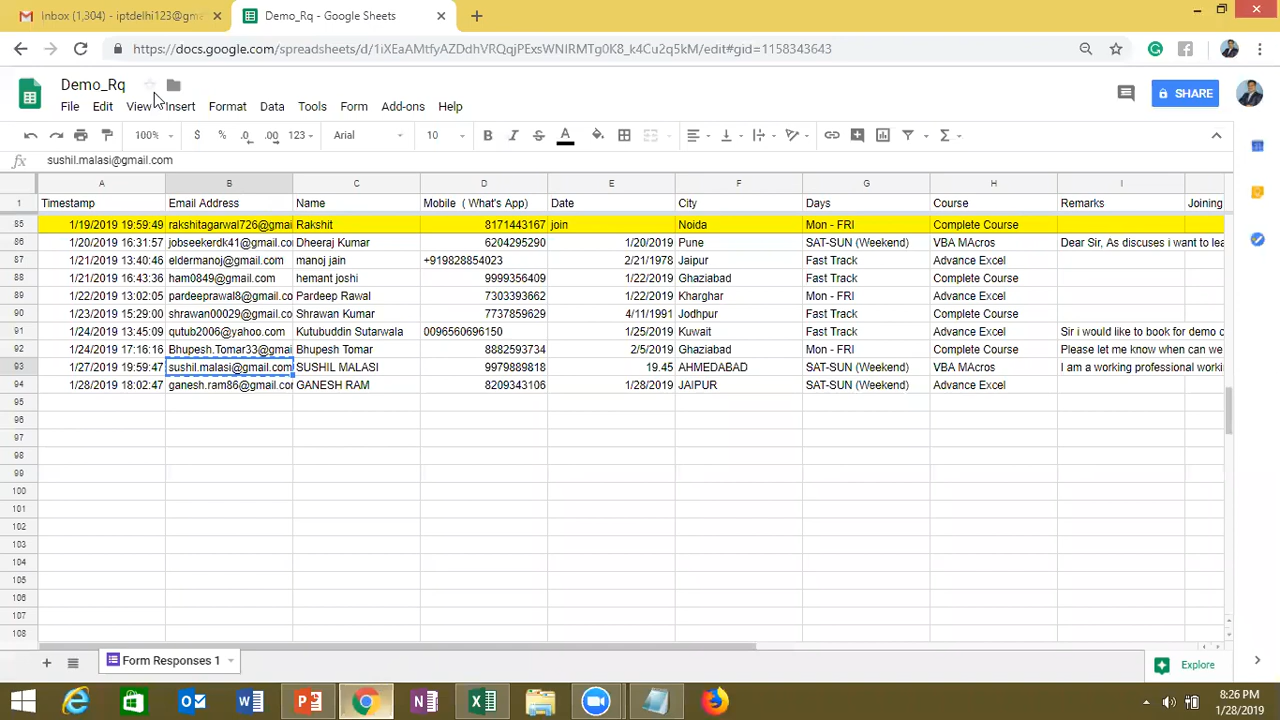 Inbox (1,304) - iptdelhi123@gm
Demo_Rq - Google Sheets
https://docs.google.com/spreadsheets/d/1iXEaAMtfyAZDdhVRQqjPExsWNIRMTg0K8_k4Cu2q5kM/edit#gid=1158343643
Demo_Rq
File Edit View Insert Format Data Tools Form Add-ons Help
SHARE
100% $ % .0 .00 123 Arial 10
fx sushil.malasi@gmail.com
A B C D E F G H I
1 Timestamp Email Address Name Mobile ( What's App) Date City Days Course Remarks Joining
85 1/19/2019 19:59:49 rakshitagarwal726@gmai Rakshit 8171443167 join Noida Mon - FRI Complete Course
86 1/20/2019 16:31:57 jobseekerdk41@gmail.co Dheeraj Kumar 6204295290 1/20/2019 Pune SAT-SUN (Weekend) VBA MAcros Dear Sir, As discuses i want to lea
87 1/21/2019 13:40:46 eldermanoj@gmail.com manoj jain +919828854023 2/21/1978 Jaipur Fast Track Advance Excel
88 1/21/2019 16:43:36 ham0849@gmail.com hemant joshi 9999356409 1/22/2019 Ghaziabad Fast Track Complete Course
89 1/22/2019 13:02:05 pardeeprawal8@gmail.co Pardeep Rawal 7303393662 1/22/2019 Kharghar Mon - FRI Complete Course
90 1/23/2019 15:29:00 shrawan00029@gmail.com Shrawan Kumar 7737859629 4/11/1991 Jodhpur Fast Track Complete Course
91 1/24/2019 13:45:09 qutub2006@yahoo.com Kutubuddin Sutarwala 0096560696150 1/25/2019 Kuwait Fast Track Advance Excel Sir i would like to book for demo c
92 1/24/2019 17:16:16 Bhupesh.Tomar33@gmai Bhupesh Tomar 8882593734 2/5/2019 Ghaziabad Mon - FRI Complete Course Please let me know when can we
93 1/27/2019 19:59:47 sushil.malasi@gmail.com SUSHIL MALASI 9979889818 19.45 AHMEDABAD SAT-SUN (Weekend) VBA MAcros I am a working professional worki
94 1/28/2019 18:02:47 ganesh.ram86@gmail.co GANESH RAM 8209343106 1/28/2019 JAIPUR SAT-SUN (Weekend) Advance Excel
95
96
97
98
99
100
101
102
103
104
105
106
107
108
Form Responses 1
Explore
8:26 PM
1/28/2019